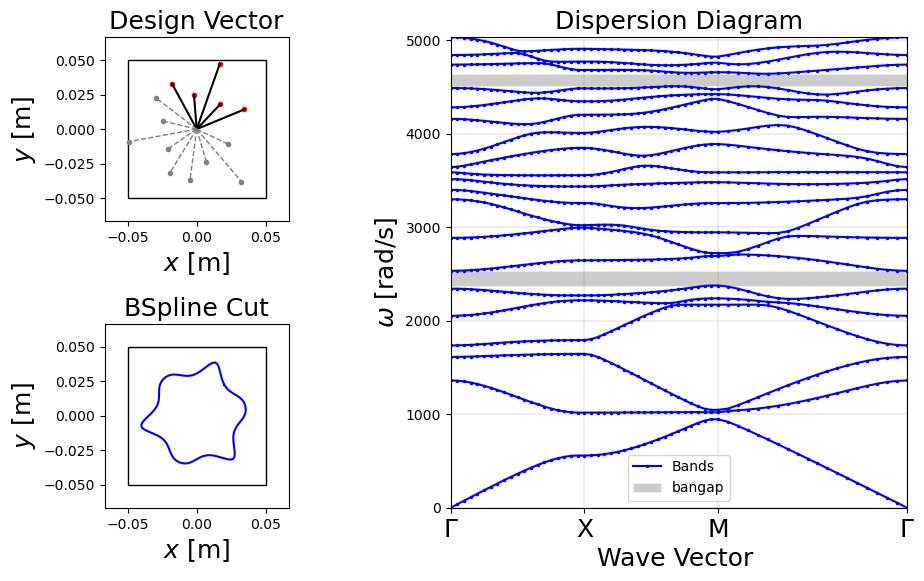 Design Vector
0.050
0.025
0.000
−0.025
−0.050
y [m]
−0.05
0.00
0.05
x [m]
BSpline Cut
0.050
0.025
0.000
−0.025
−0.050
y [m]
−0.05
0.00
0.05
x [m]
Dispersion Diagram
5000
4000
3000
2000
1000
0
ω [rad/s]
Bands
bangap
Γ
X
M
Γ
Wave Vector